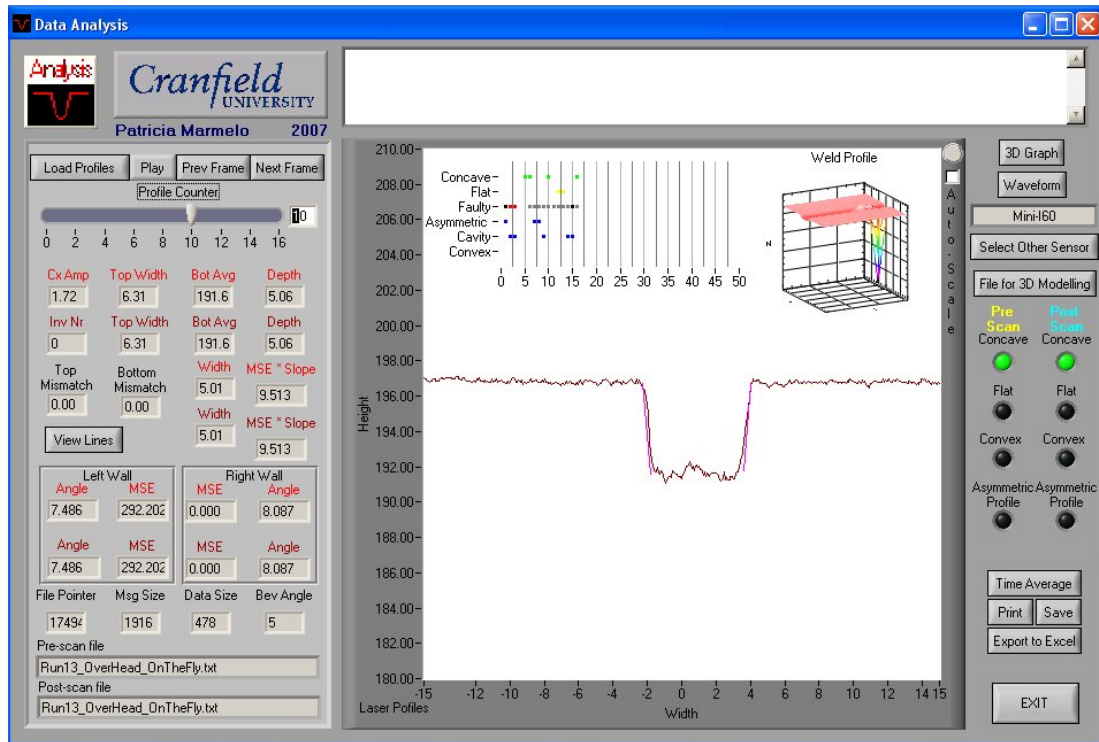 Data Analysis
Analysis
Cranfield
UNIVERSITY
Patricia Marmelo 2007
Load Profiles Play Prev Frame Next Frame
Profile Counter
10
0 2 4 6 8 10 12 14 16
Cx Amp Top Width Bot Avg Depth
1.72 6.31 191.6 5.06
Inv Nr Top Width Bot Avg Depth
0 6.31 191.6 5.06
Top Mismatch Bottom Mismatch Width MSE * Slope
0.00 0.00 5.01 9.513
Width MSE * Slope
View Lines 5.01 9.513
Left Wall Right Wall
Angle MSE MSE Angle
7.486 292.202 0.000 8.087
Angle MSE MSE Angle
7.486 292.202 0.000 8.087
File Pointer Msg Size Data Size Bev Angle
1749 1916 478 5
Pre-scan file
Run13_OverHead_OnTheFly.txt
Post-scan file
Run13_OverHead_OnTheFly.txt
210.00
208.00
206.00
204.00
202.00
200.00
198.00
196.00
194.00
192.00
190.00
188.00
186.00
184.00
182.00
180.00
Height
-15 -12 -10 -8 -6 -4 -2 0 2 4 6 8 10 12 14 15
Laser Pofiles
Width
Concave
Flat
Faulty
Asymmetric
Cavity
Convex
0 5 10 15 20 25 30 35 40 45 50
Weld Profile
Z
Auto-Scale
3D Graph
Waveform
Mini-I60
Select Other Sensor
File for 3D Modelling
Pre Scan Post Scan
Concave Concave
Flat Flat
Convex Convex
Asymmetric Profile Asymmetric Profile
Time Average
Print Save
Export to Excel
EXIT